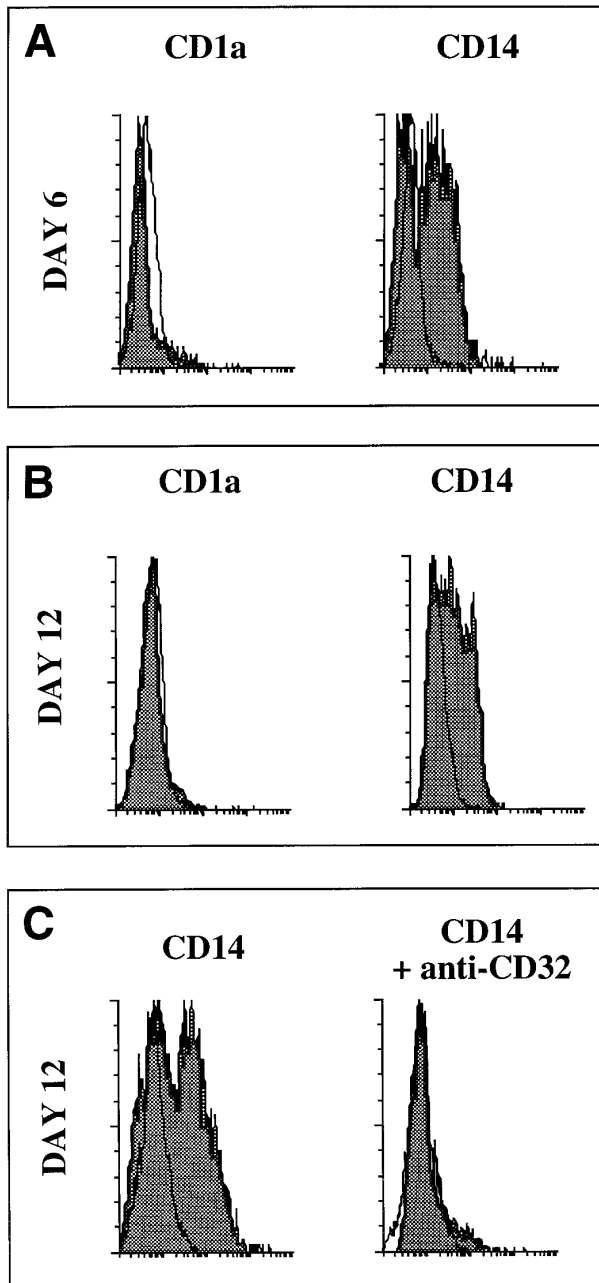 A
CD1a CD14
DAY 6
B
CD1a CD14
DAY 12
C
CD14 CD14
+ anti-CD32
DAY 12